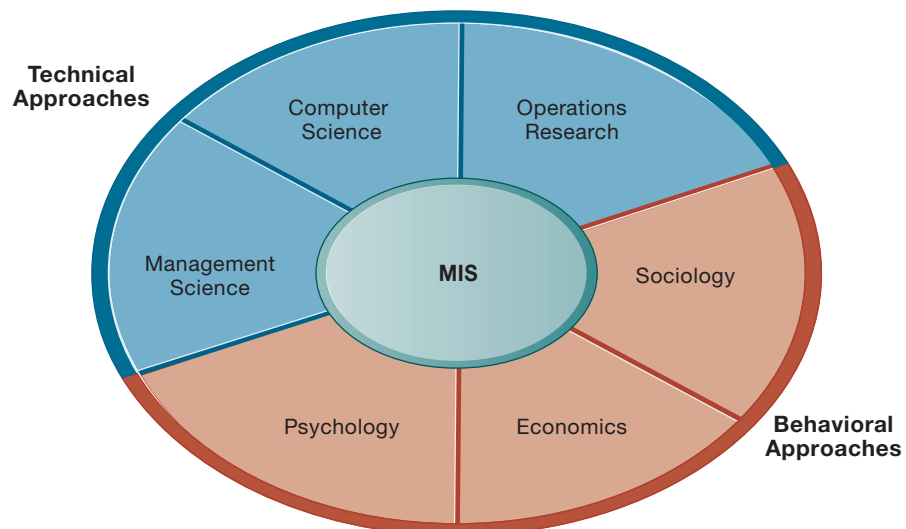 Technical
Approaches
Computer
Science
Operations
Research
Management
Science
MIS
Sociology
Psychology
Economics
Behavioral
Approaches